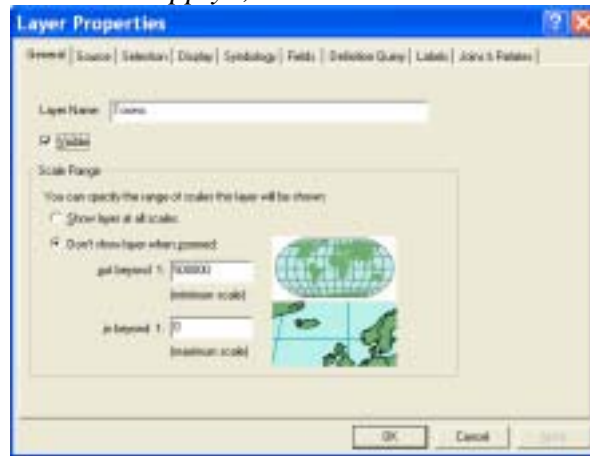 Layer Properties
General Source Selection Display Symbology Fields Definition Query Labels Joins & Relates
Layer Name: Towns
Visible
Scale Range
You can specify the range of scales this layer will be shown:
Show layer at all scales
Don't show layer when zoomed:
out beyond 1: 500000
(minimum scale)
in beyond 1: 0
(maximum scale)
OK Cancel Apply